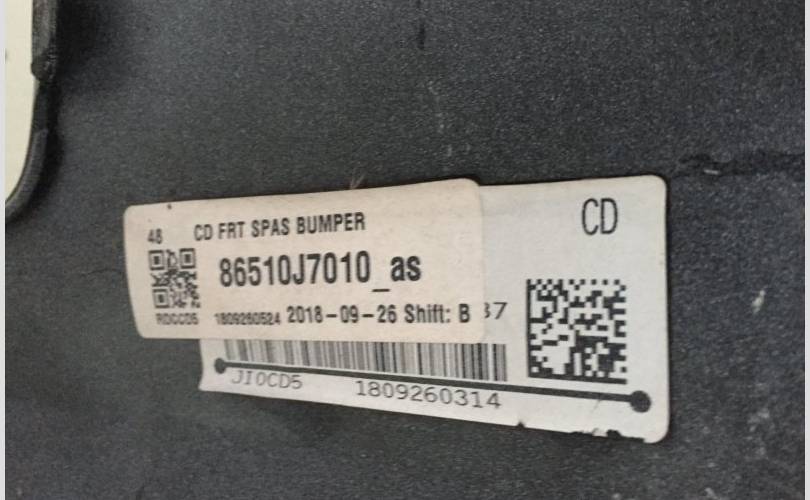 48 CD FRT SPAS BUMPER
CD
86510J7010_as
RDCCD5 1809260524 2018-09-26 Shift: B 37
JI0CD5 1809260314